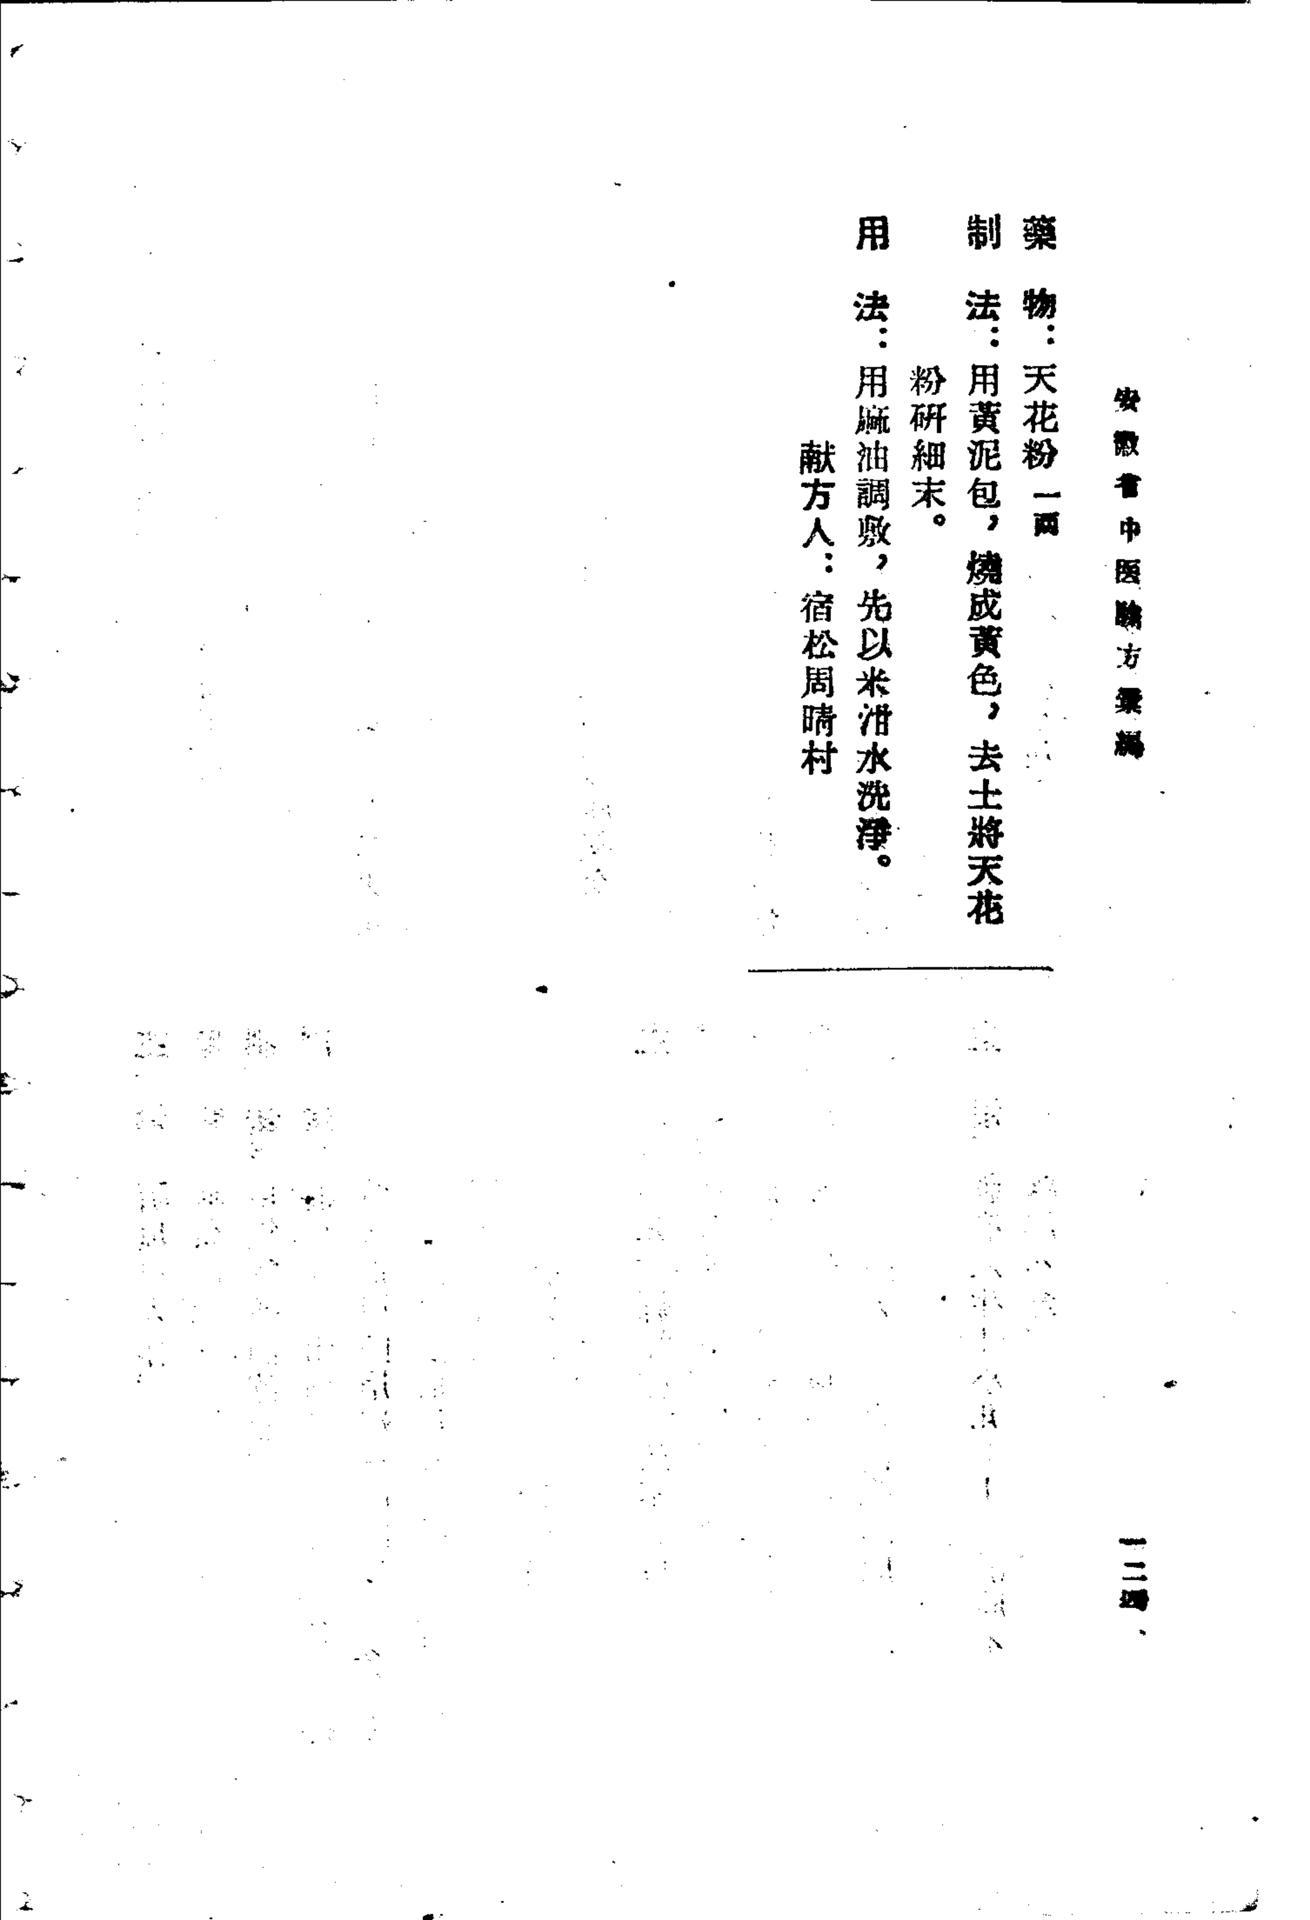 安徽省中医驗方彙編
一二四
藥　物：天花粉一兩
制　法：用黃泥包，燒成黃色，去土將天花
粉研細末。
用　法：用麻油調敷，先以米泔水洗淨。
献方人：宿松周晴村